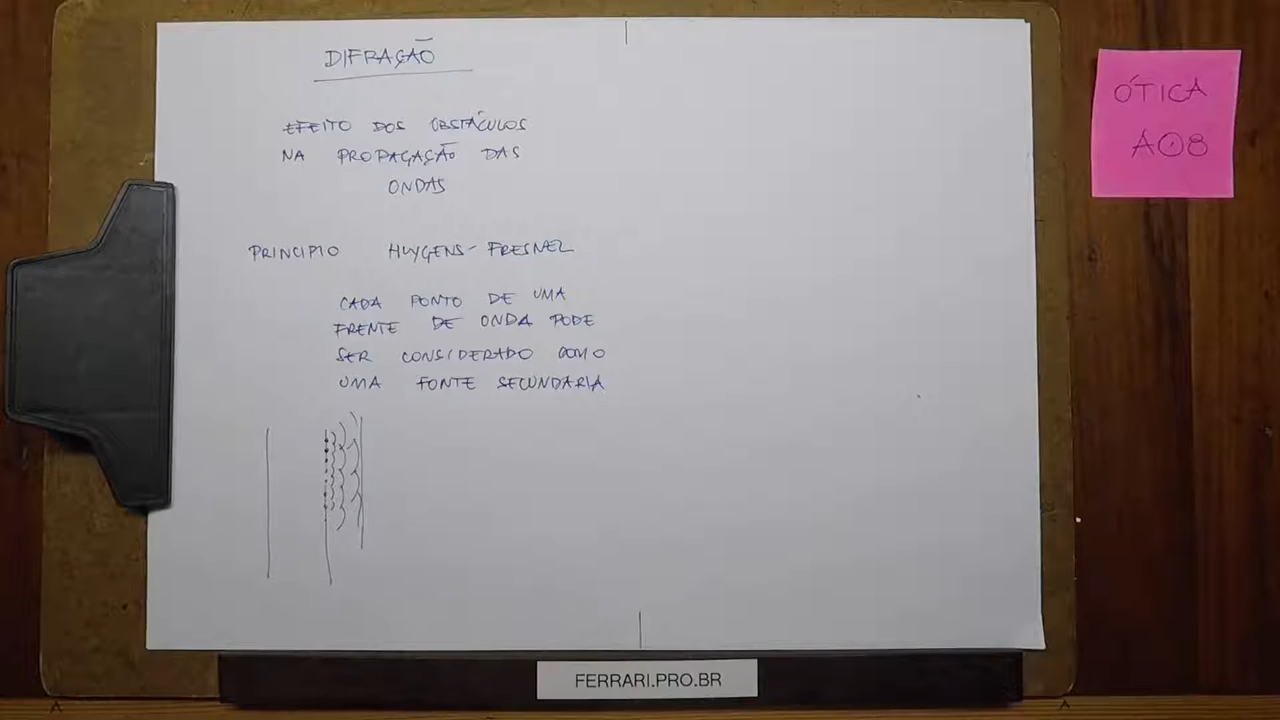 DIFRAÇÃO
EFEITO DOS OBSTÁCULOS
NA PROPAGAÇÃO DAS
ONDAS
PRINCIPIO HUYGENS-FRESNEL
CADA PONTO DE UMA
FRENTE DE ONDA PODE
SER CONSIDERADO COMO
UMA FONTE SECUNDARIA
ÓTICA
A08
FERRARI.PRO.BR